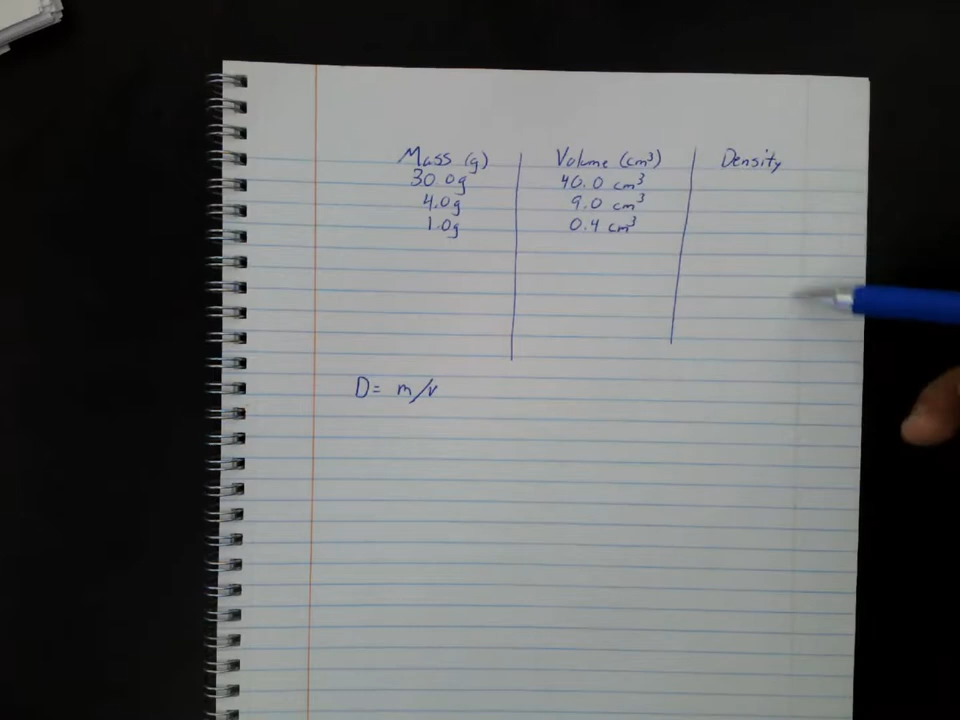 Mass (g) Volume (cm³) Density
30.0g 40.0 cm³
4.0g 9.0 cm³
1.0g 0.4 cm³
D= m/v